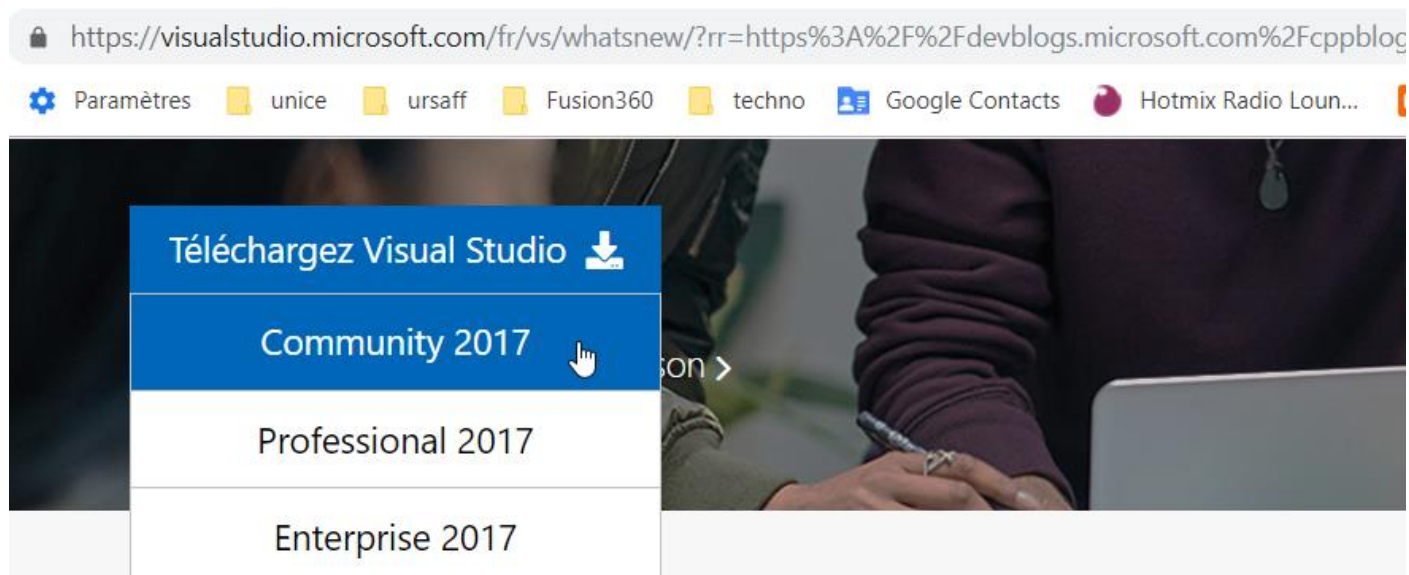 https://visualstudio.microsoft.com/fr/vs/whatsnew/?rr=https%3A%2F%2Fdevblogs.microsoft.com%2Fcppblog
Paramètres unice ursaff Fusion360 techno Google Contacts Hotmix Radio Loun...
Téléchargez Visual Studio
Community 2017
son >
Professional 2017
Enterprise 2017